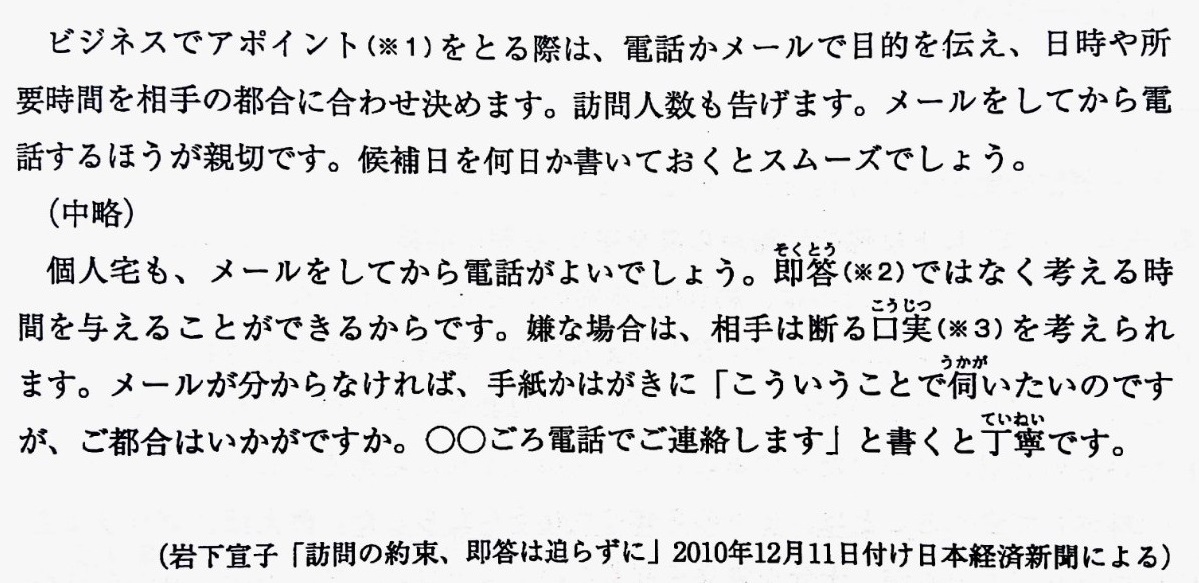 ビジネスでアポイント(※1)をとる際は、電話かメールで目的を伝え、日時や所
要時間を相手の都合に合わせ決めます。訪問人数も告げます。メールをしてから電
話するほうが親切です。候補日を何日か書いておくとスムーズでしょう。
(中略)
そくとう
個人宅も、メールをしてから電話がよいでしょう。即答(※2)ではなく考える時
こうじつ
間を与えることができるからです。嫌な場合は、相手は断る口実(※3)を考えられ
うかが
ます。メールが分からなければ、手紙かはがきに「こういうことで伺いたいのです
ていねい
が、ご都合はいかがですか。〇〇ごろ電話でご連絡します」と書くと丁寧です。
(岩下宣子「訪問の約束、即答は迫らずに」2010年12月11日付け日本経済新聞による)